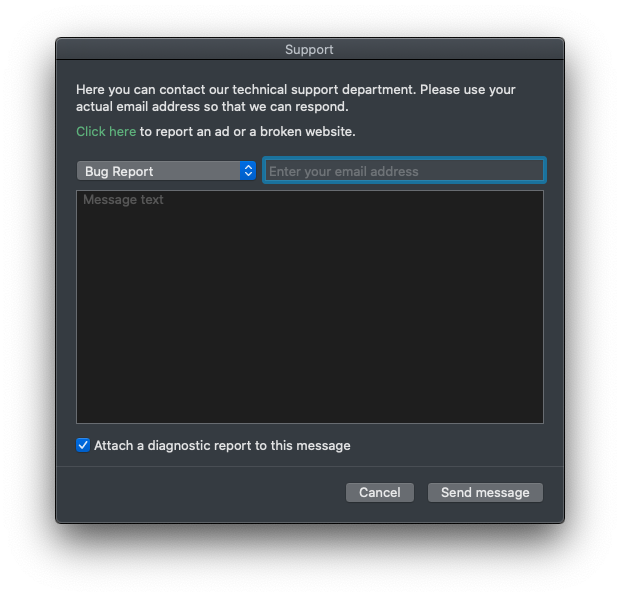 Support
Here you can contact our technical support department. Please use your
actual email address so that we can respond.
Click here to report an ad or a broken website.
Bug Report
Enter your email address
Message text
Attach a diagnostic report to this message
Cancel
Send message